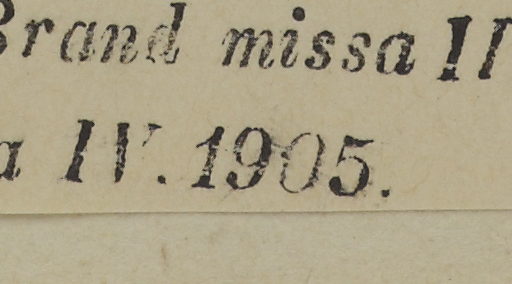 Brand missa II
a IV. 1905.